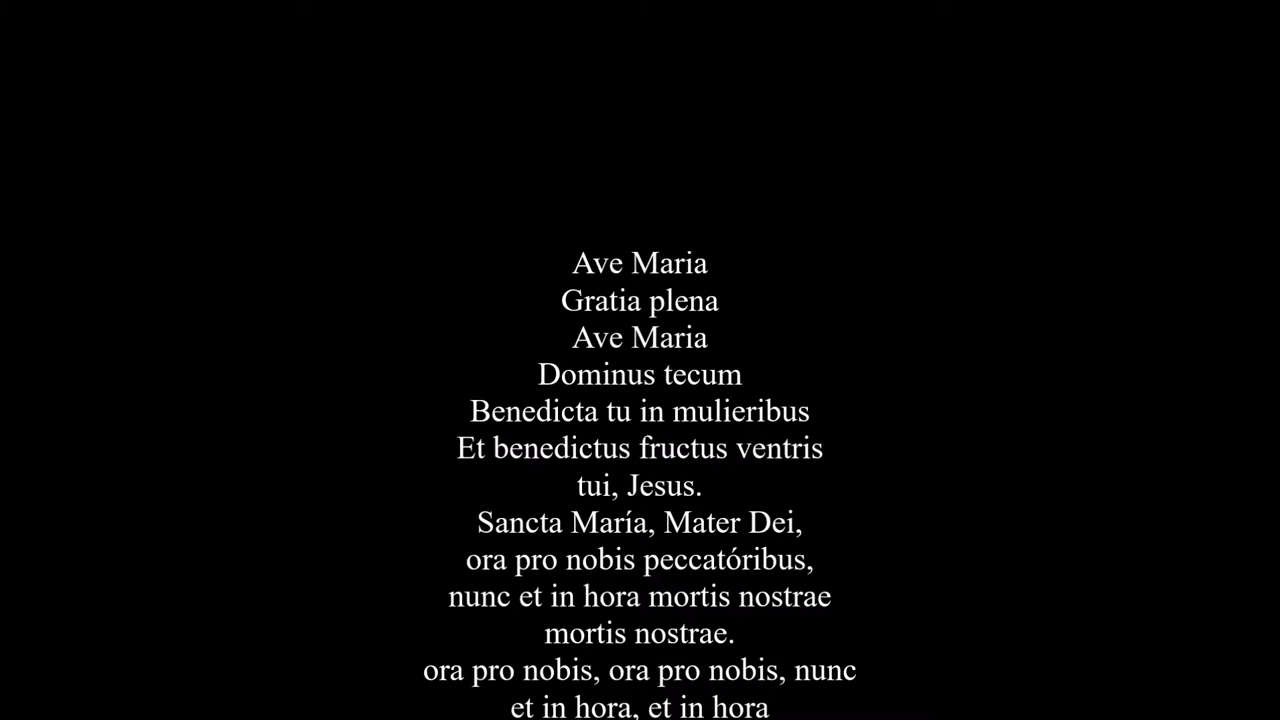 Ave Maria
Gratia plena
Ave Maria
Dominus tecum
Benedicta tu in mulieribus
Et benedictus fructus ventris
tui, Jesus.
Sancta María, Mater Dei,
ora pro nobis peccatóribus,
nunc et in hora mortis nostrae
mortis nostrae.
ora pro nobis, ora pro nobis, nunc
et in hora, et in hora